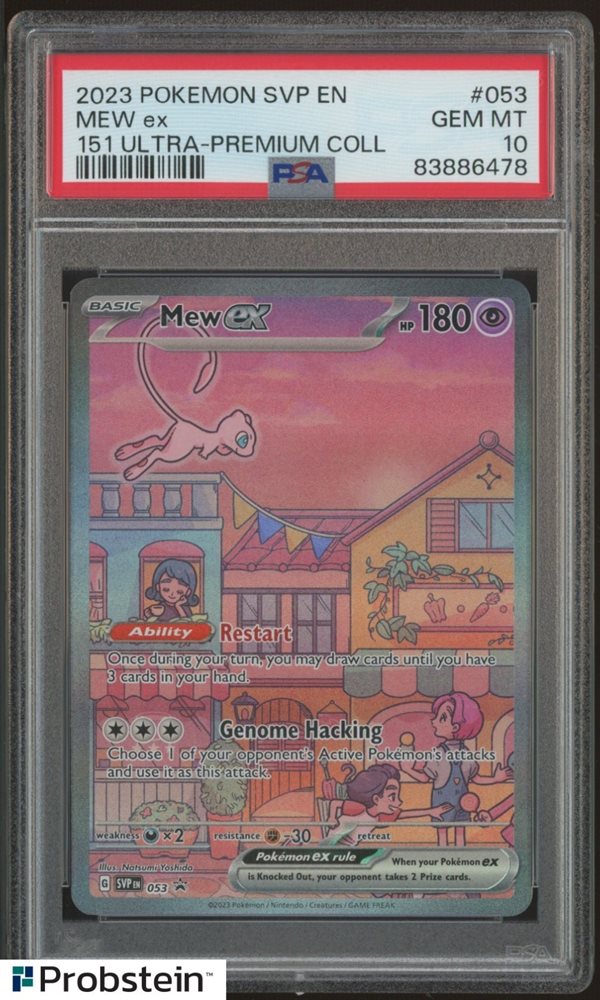 2023 POKEMON SVP EN #053
MEW ex GEM MT
151 ULTRA-PREMIUM COLL 10
PSA 83886478
BASIC Mew ex HP 180
Ability Restart
Once during your turn, you may draw cards until you have
3 cards in your hand.
Genome Hacking
Choose 1 of your opponent's Active Pokémon's attacks
and use it as this attack.
weakness ×2 resistance -30 retreat
Pokémon ex rule When your Pokémon ex
is Knocked Out, your opponent takes 2 Prize cards.
Illus. Natsumi Yoshida
G SVP EN 053
©2023 Pokémon / Nintendo / Creatures / GAME FREAK
PSA
Probstein™